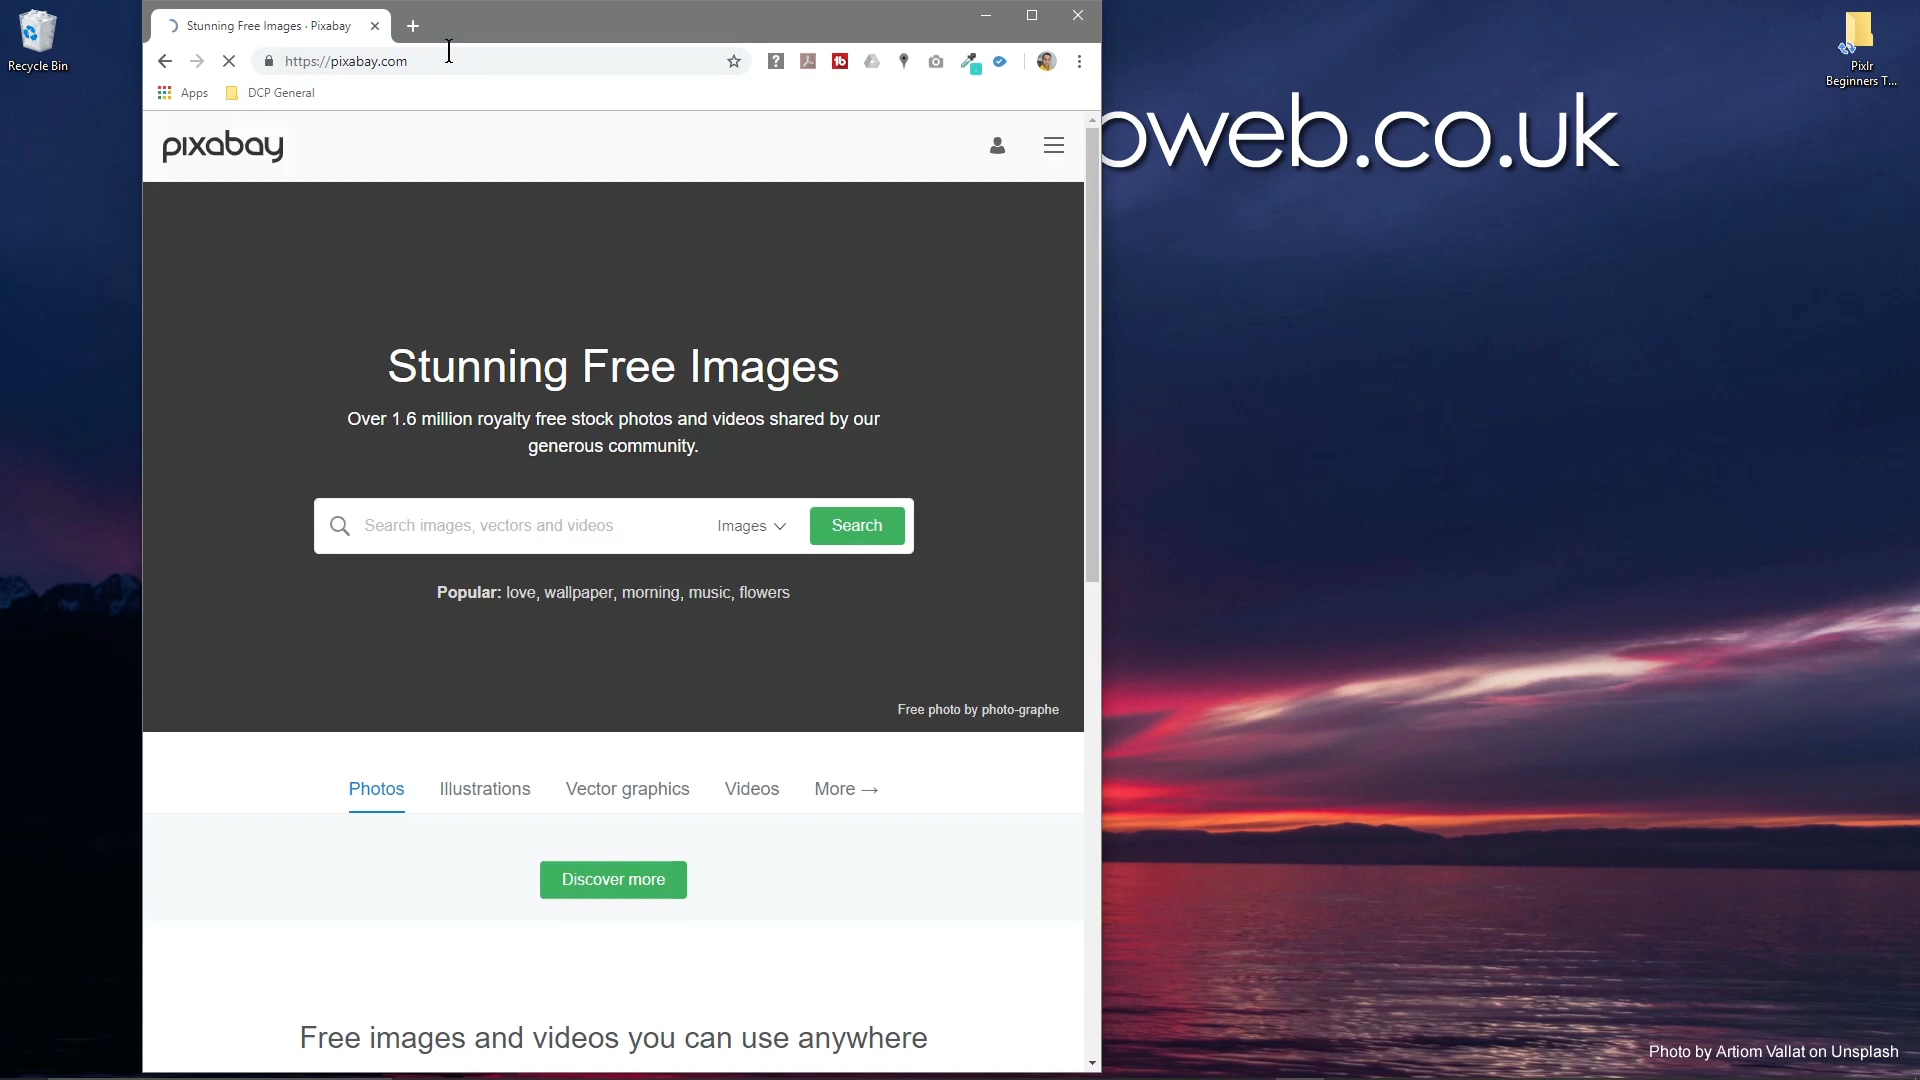 Recycle Bin
Stunning Free Images · Pixabay
https://pixabay.com
Apps
DCP General
pixabay
oweb.co.uk
Pixlr
Beginners T...
Stunning Free Images
Over 1.6 million royalty free stock photos and videos shared by our
generous community.
Search images, vectors and videos
Images
Search
Popular: love, wallpaper, morning, music, flowers
Free photo by photo-graphe
Photos
Illustrations
Vector graphics
Videos
More →
Discover more
Free images and videos you can use anywhere
Photo by Artiom Vallat on Unsplash